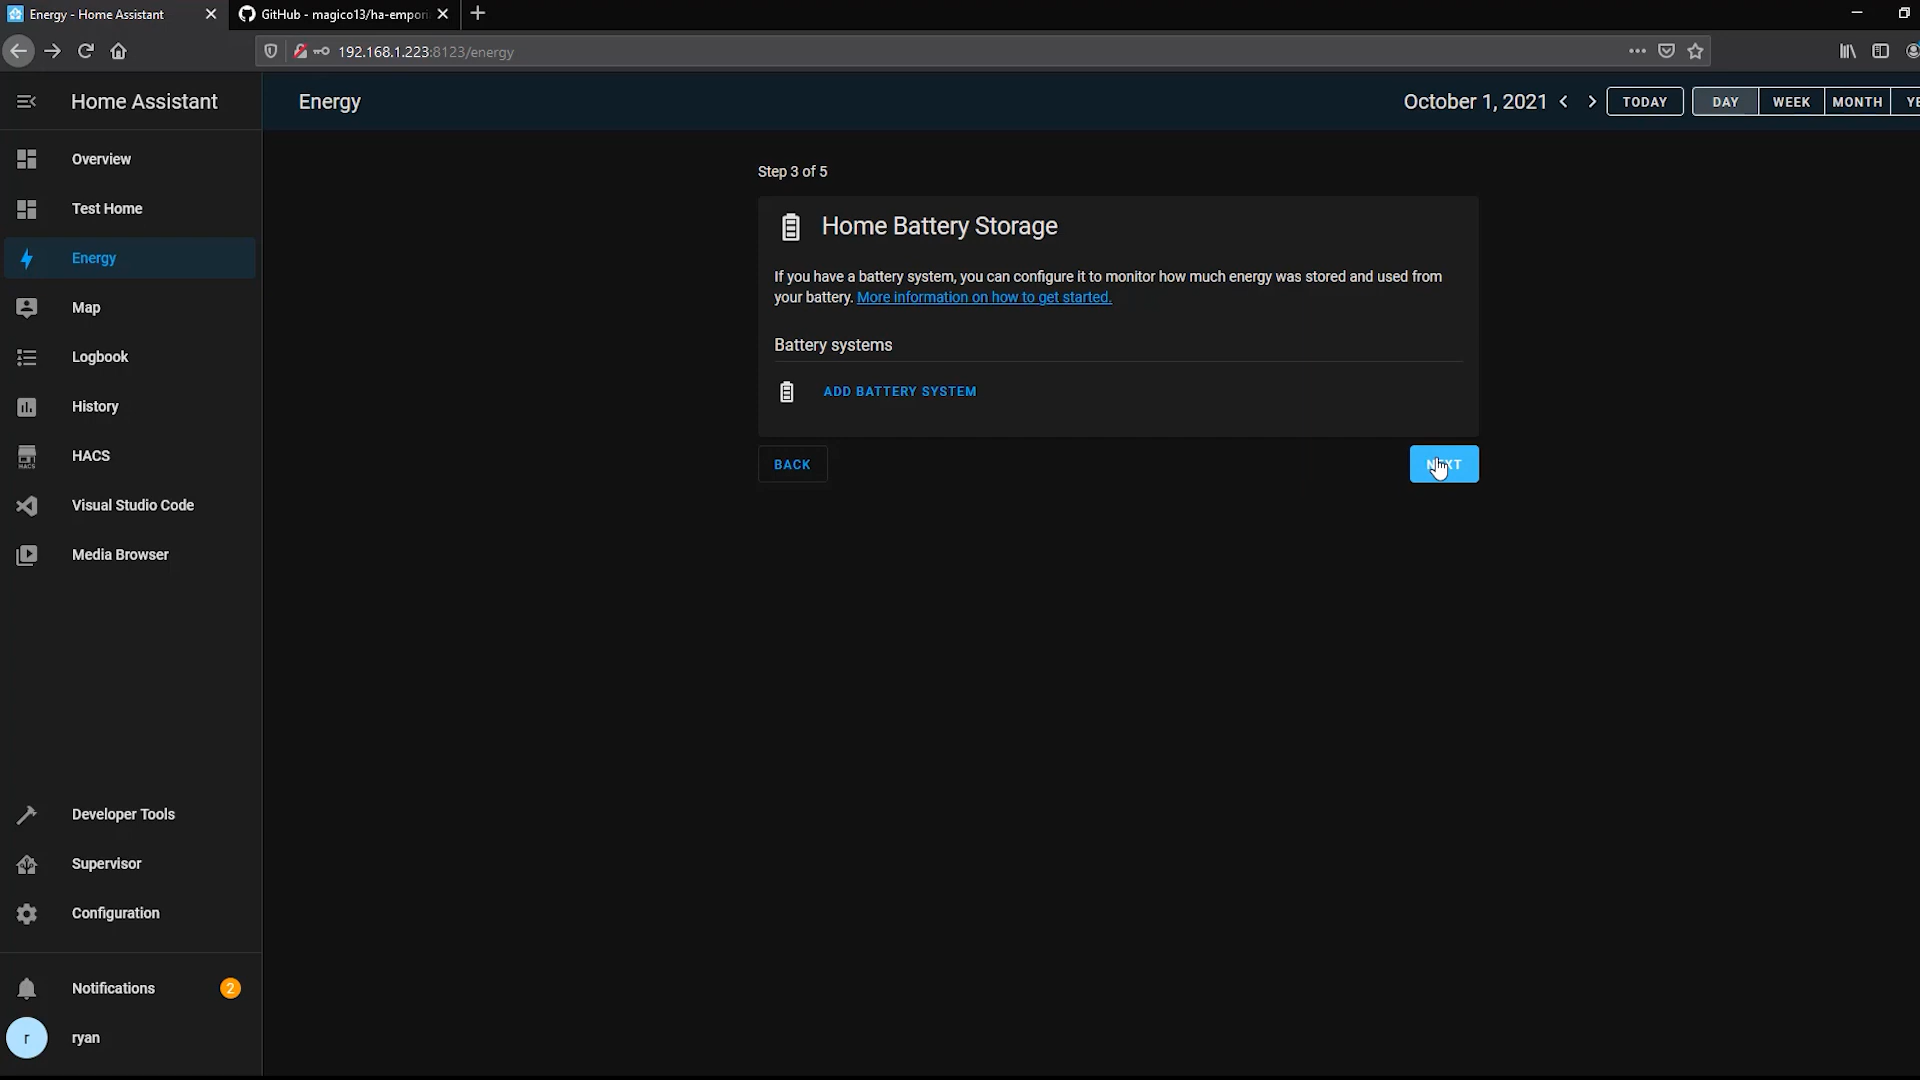 Energy - Home Assistant
GitHub - magico13/ha-empori
192.168.1.223:8123/energy
Home Assistant
Energy
October 1, 2021
TODAY
DAY
WEEK
MONTH
YE
Overview
Test Home
Energy
Map
Logbook
History
HACS
HACS
Visual Studio Code
Media Browser
Step 3 of 5
Home Battery Storage
If you have a battery system, you can configure it to monitor how much energy was stored and used from
your battery. More information on how to get started.
Battery systems
ADD BATTERY SYSTEM
BACK
NEXT
Developer Tools
Supervisor
Configuration
Notifications
2
r
ryan